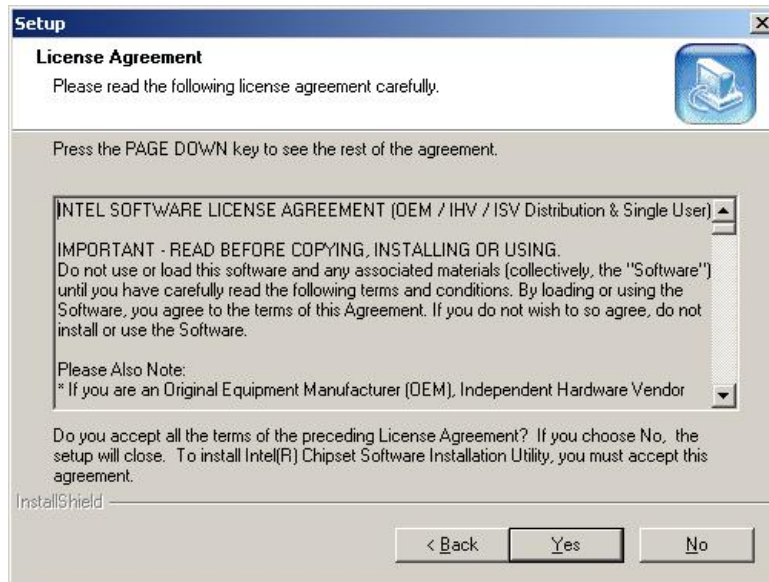 Setup
License Agreement
Please read the following license agreement carefully.
Press the PAGE DOWN key to see the rest of the agreement.
INTEL SOFTWARE LICENSE AGREEMENT (OEM / IHV / ISV Distribution & Single User)
IMPORTANT - READ BEFORE COPYING, INSTALLING OR USING.
Do not use or load this software and any associated materials (collectively, the "Software")
until you have carefully read the following terms and conditions. By loading or using the
Software, you agree to the terms of this Agreement. If you do not wish to so agree, do not
install or use the Software.
Please Also Note:
* If you are an Original Equipment Manufacturer (OEM), Independent Hardware Vendor
Do you accept all the terms of the preceding License Agreement? If you choose No, the
setup will close. To install Intel(R) Chipset Software Installation Utility, you must accept this
agreement.
InstallShield
< Back
Yes
No